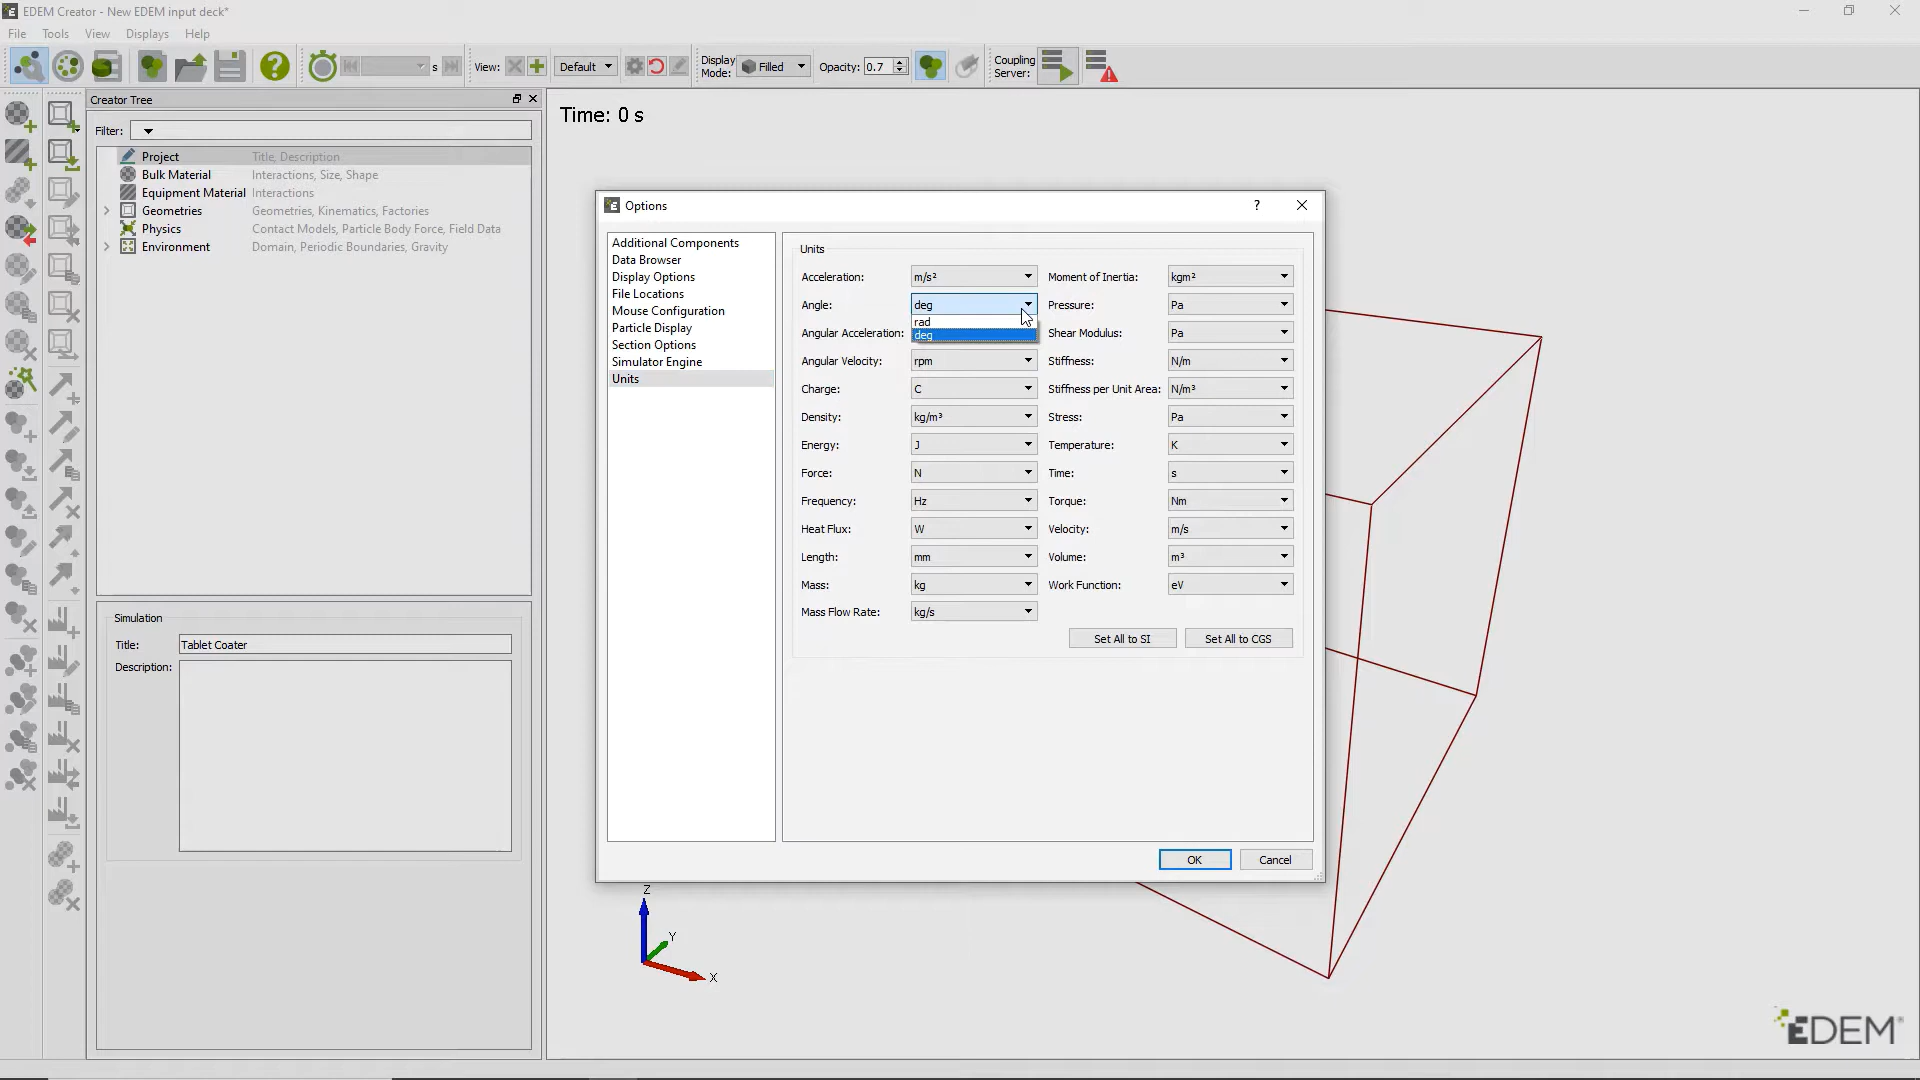 EDEM Creator - New EDEM input deck*
File Tools View Displays Help
s View: Default Display Mode: Filled Opacity: 0.7 Coupling Server:
Creator Tree
Filter:
Project Title, Description
Bulk Material Interactions, Size, Shape
Equipment Material Interactions
Geometries Geometries, Kinematics, Factories
Physics Contact Models, Particle Body Force, Field Data
Environment Domain, Periodic Boundaries, Gravity
Simulation
Title: Tablet Coater
Description:
Time: 0 s
Options
?
Additional Components
Data Browser
Display Options
File Locations
Mouse Configuration
Particle Display
Section Options
Simulator Engine
Units
Units
Acceleration: m/s² Moment of Inertia: kgm²
Angle: deg Pressure: Pa
rad
deg
Angular Acceleration: Shear Modulus: Pa
Angular Velocity: rpm Stiffness: N/m
Charge: C Stiffness per Unit Area: N/m³
Density: kg/m³ Stress: Pa
Energy: J Temperature: K
Force: N Time: s
Frequency: Hz Torque: Nm
Heat Flux: W Velocity: m/s
Length: mm Volume: m³
Mass: kg Work Function: eV
Mass Flow Rate: kg/s
Set All to SI Set All to CGS
OK Cancel
Z
Y
X
EDEM®